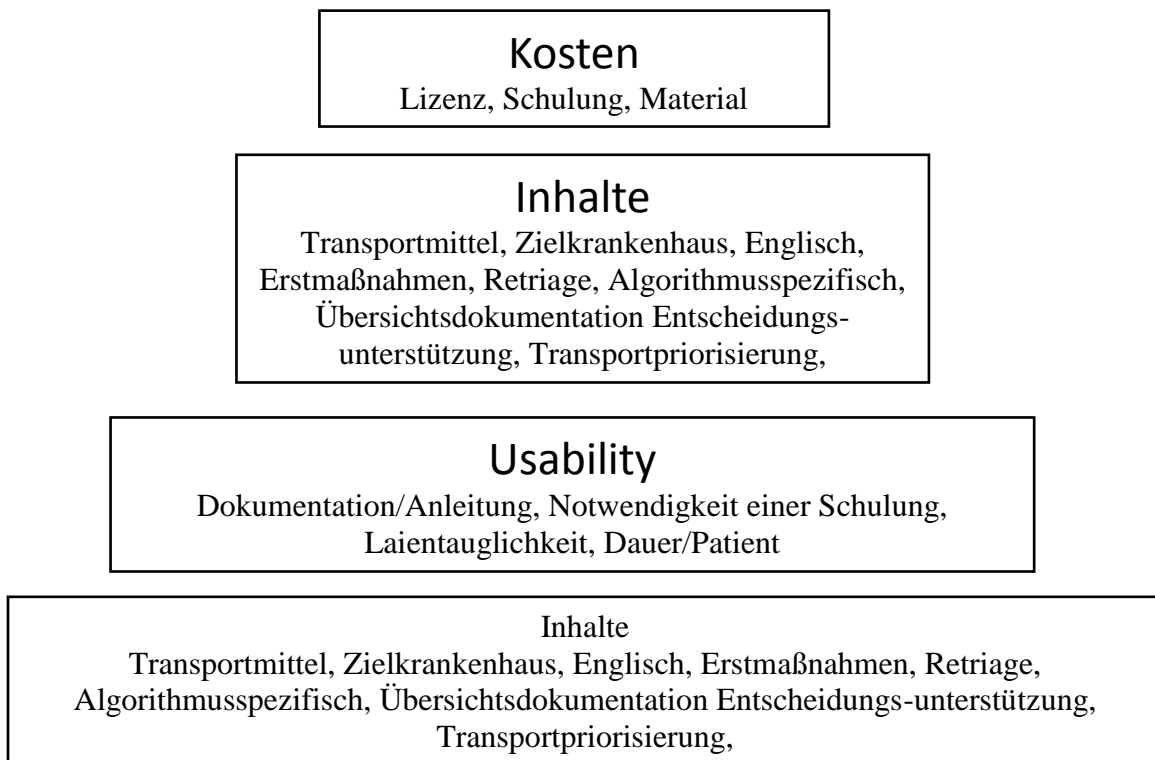 Kosten
Lizenz, Schulung, Material
Inhalte
Transportmittel, Zielkrankenhaus, Englisch,
Erstmaßnahmen, Retriage, Algorithmusspezifisch,
Übersichtsdokumentation Entscheidungs-
unterstützung, Transportpriorisierung,
Usability
Dokumentation/Anleitung, Notwendigkeit einer Schulung,
Laientauglichkeit, Dauer/Patient
Inhalte
Transportmittel, Zielkrankenhaus, Englisch, Erstmaßnahmen, Retriage,
Algorithmusspezifisch, Übersichtsdokumentation Entscheidungs-unterstützung,
Transportpriorisierung,